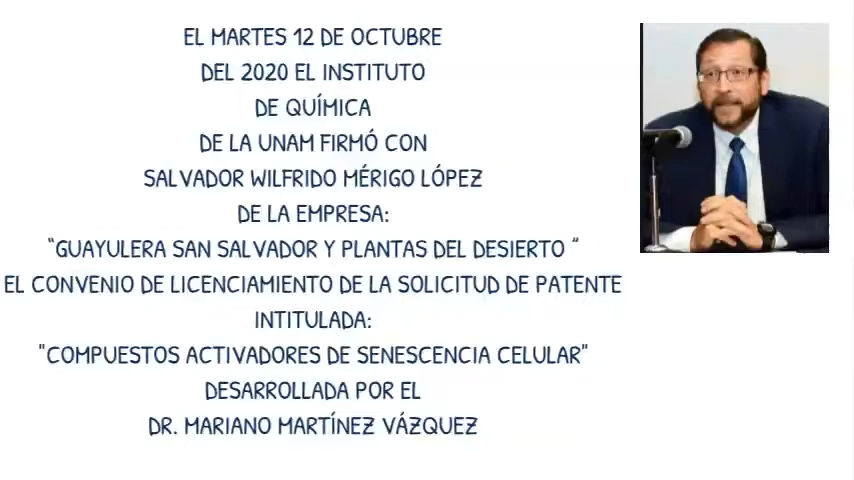 EL MARTES 12 DE OCTUBRE
DEL 2020 EL INSTITUTO
DE QUÍMICA
DE LA UNAM FIRMÓ CON
SALVADOR WILFRIDO MÉRIGO LÓPEZ
DE LA EMPRESA:
"GUAYULERA SAN SALVADOR Y PLANTAS DEL DESIERTO "
EL CONVENIO DE LICENCIAMIENTO DE LA SOLICITUD DE PATENTE
INTITULADA:
"COMPUESTOS ACTIVADORES DE SENESCENCIA CELULAR"
DESARROLLADA POR EL
DR. MARIANO MARTÍNEZ VÁZQUEZ